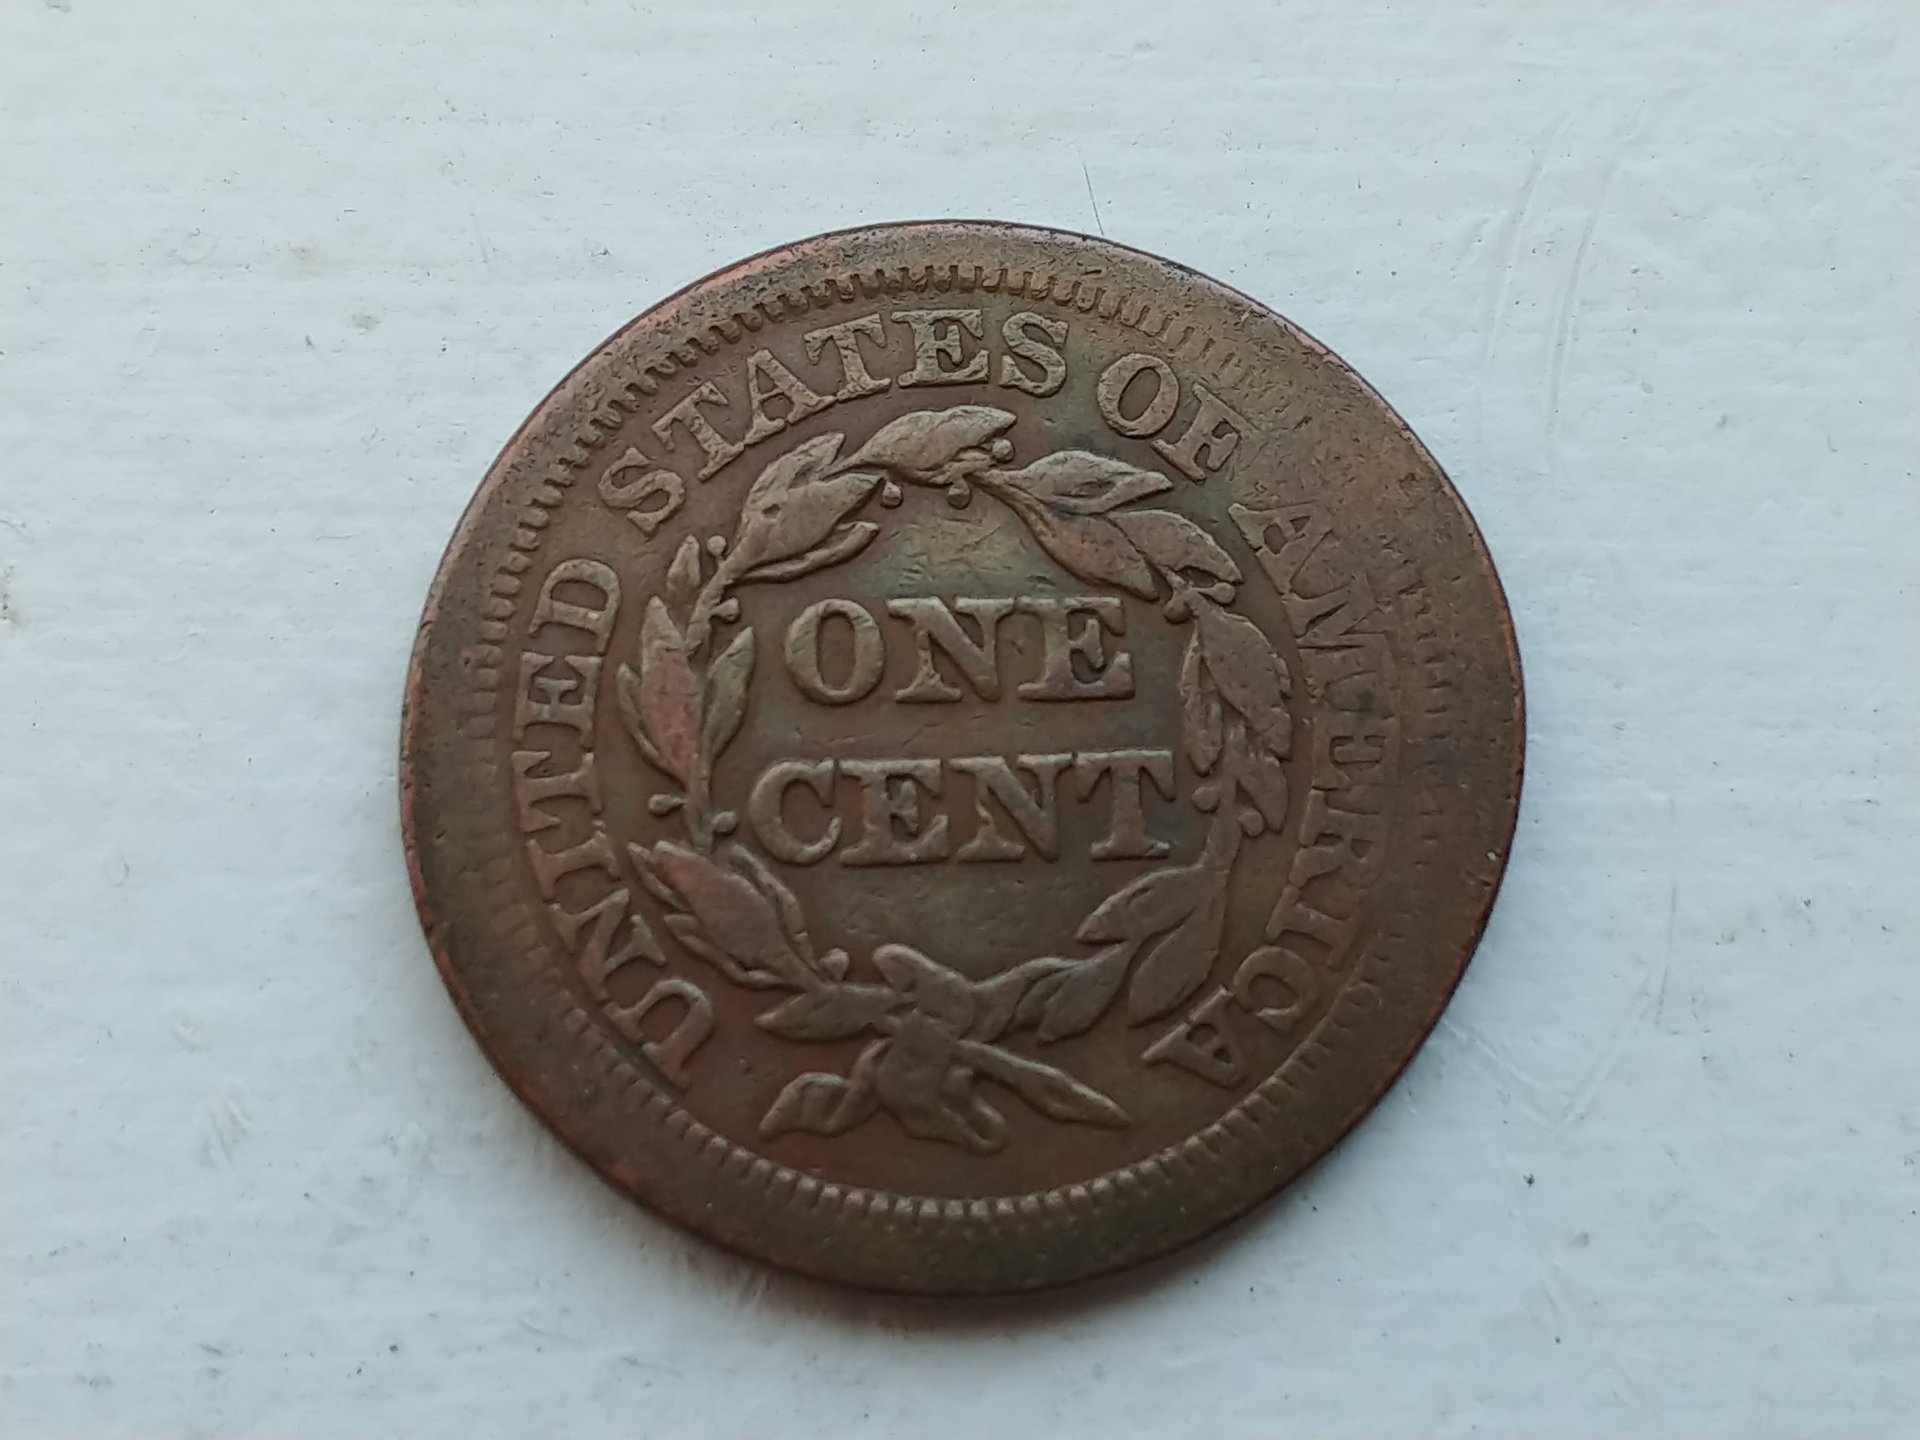 UNITED STATES OF AMERICA
ONE
CENT